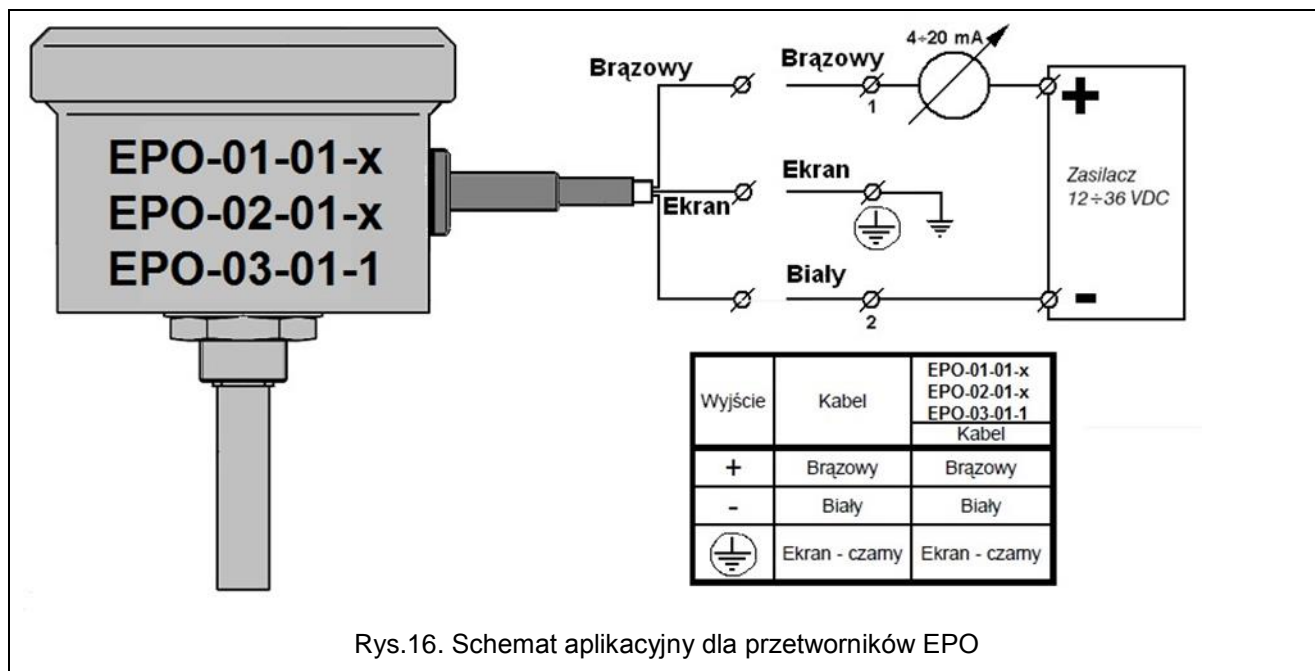 4÷20 mA
Brązowy
Brązowy
1
+
EPO-01-01-x
EPO-02-01-x
EPO-03-01-1
Ekran
Ekran
Zasilacz
12÷36 VDC
Biały
2
-
Wyjście
Kabel
EPO-01-01-x
EPO-02-01-x
EPO-03-01-1
Kabel
+ Brązowy Brązowy
- Biały Biały
Ekran - czarny Ekran - czarny
Rys.16. Schemat aplikacyjny dla przetworników EPO